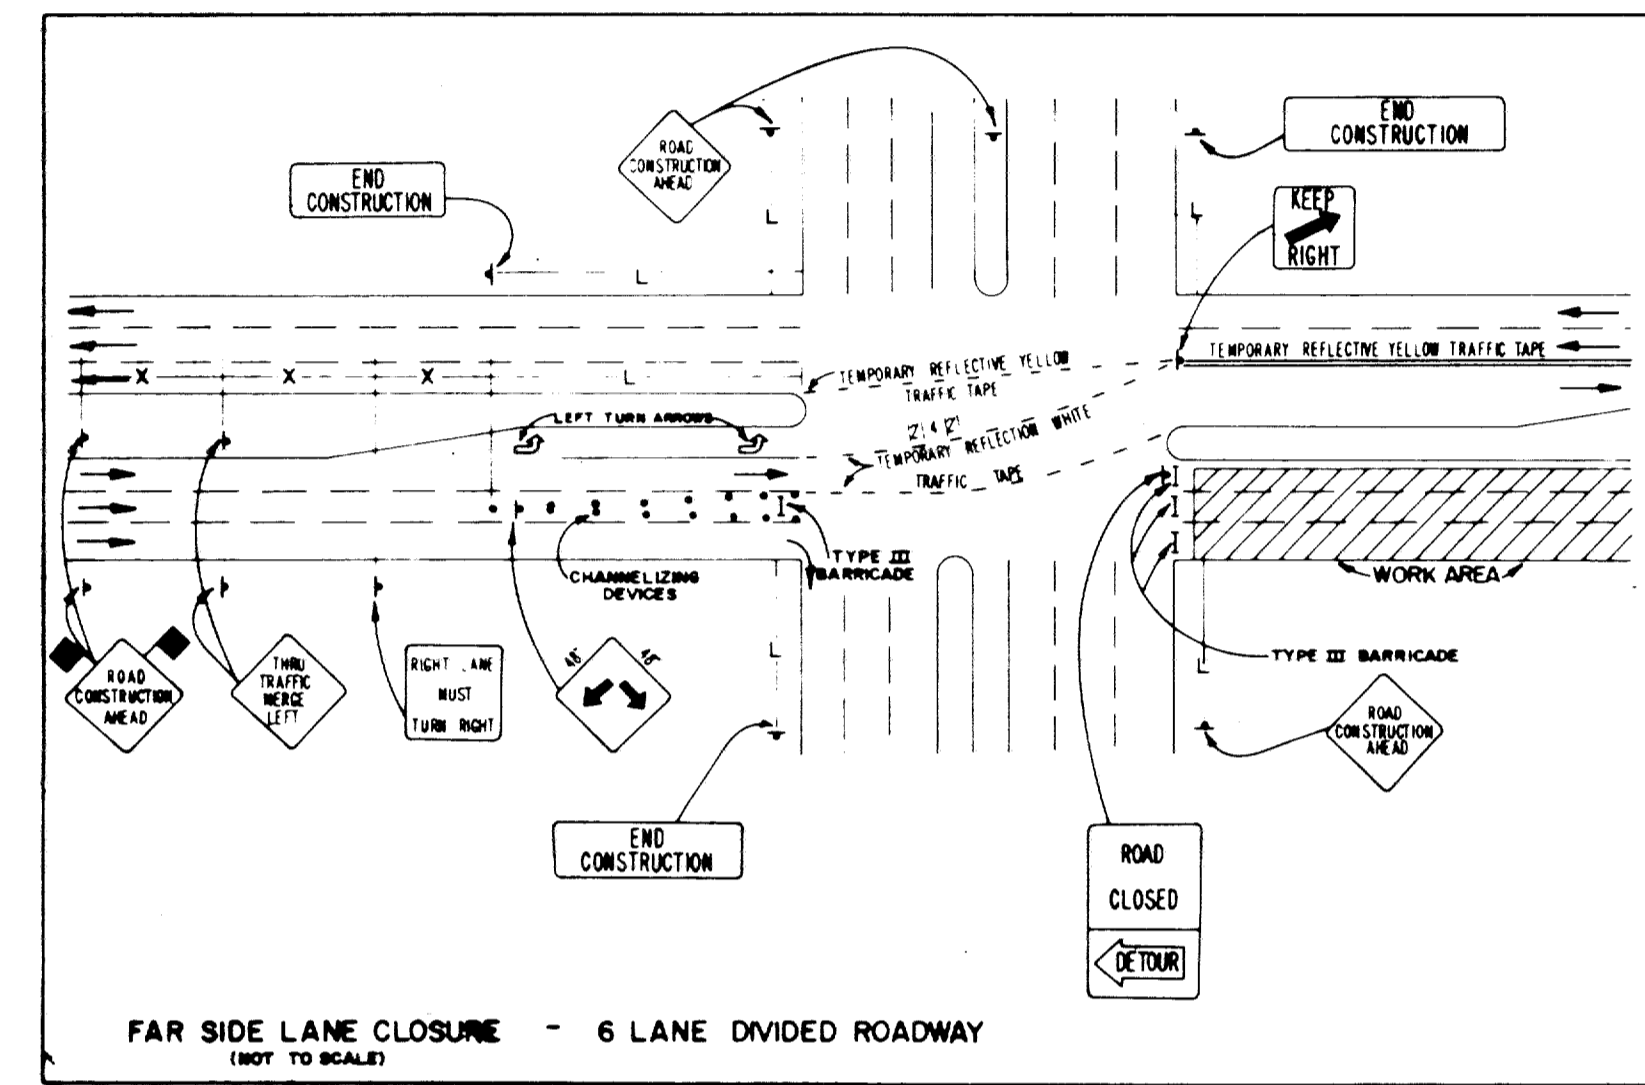 END
CONSTRUCTION
ROAD
CONSTRUCTION
AHEAD
END
CONSTRUCTION
KEEP
RIGHT
L
L
L
TEMPORARY REFLECTIVE YELLOW TRAFFIC TAPE
TEMPORARY REFLECTIVE YELLOW
TRAFFIC TAPE
X
X
X
L
LEFT TURN ARROWS
TEMPORARY REFLECTION WHITE
TRAFFIC TAPE
TYPE III
BARRICADE
CHANNELIZING
DEVICES
WORK AREA
L
L
TYPE III BARRICADE
ROAD
CONSTRUCTION
AHEAD
THRU
TRAFFIC
MERGE
LEFT
RIGHT LANE
MUST
TURN RIGHT
48" 48"
ROAD
CONSTRUCTION
AHEAD
END
CONSTRUCTION
ROAD
CLOSED
DETOUR
FAR SIDE LANE CLOSURE - 6 LANE DIVIDED ROADWAY
(NOT TO SCALE)